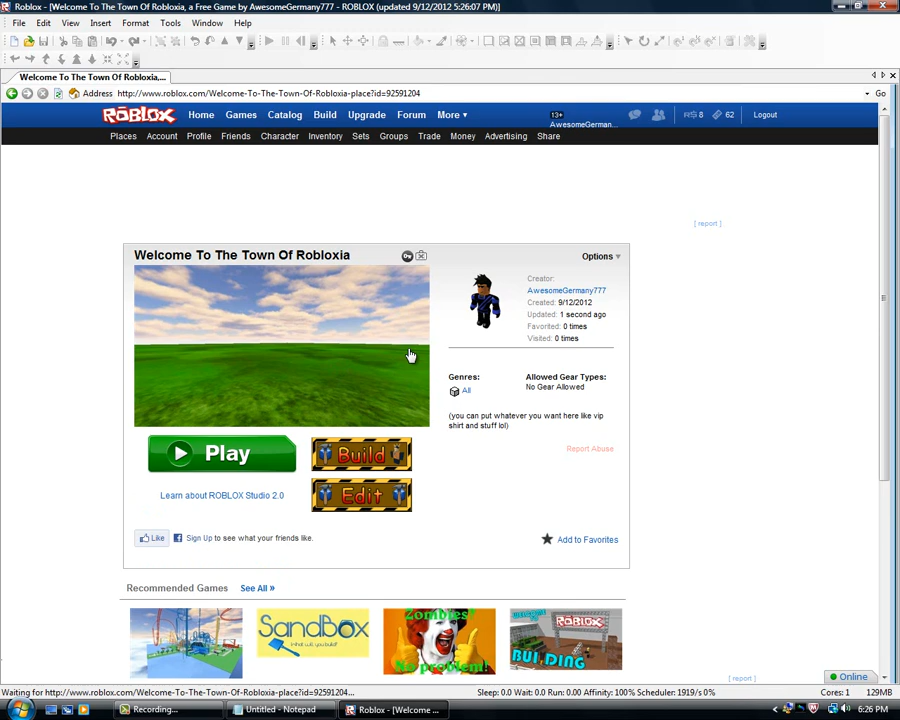 Roblox - [Welcome To The Town Of Robloxia, a Free Game by AwesomeGermany777 - ROBLOX (updated 9/12/2012 5:26:07 PM)]
File Edit View Insert Format Tools Window Help
Welcome To The Town Of Robloxia,...
Address http://www.roblox.com/Welcome-To-The-Town-Of-Robloxia-place?id=92591204 Go
ROBLOX Home Games Catalog Build Upgrade Forum More 13+ AwesomeGerman... R$ 8 62 Logout
Places Account Profile Friends Character Inventory Sets Groups Trade Money Advertising Share
[ report ]
Welcome To The Town Of Robloxia
Options
Creator:
AwesomeGermany777
Created: 9/12/2012
Updated: 1 second ago
Favorited: 0 times
Visited: 0 times
Genres:
All
Allowed Gear Types:
No Gear Allowed
(you can put whatever you want here like vip
shirt and stuff lol)
Report Abuse
Play
Build
Learn about ROBLOX Studio 2.0
Edit
Like Sign Up to see what your friends like.
Add to Favorites
Recommended Games See All »
SandBox
What will you build?
Zombies?
No problem!
WELCOME TO
ROBLOX
BUILDING
[ report ]
Online
Waiting for http://www.roblox.com/Welcome-To-The-Town-Of-Robloxia-place?id=92591204...
Sleep: 0.0 Wait: 0.0 Run: 0.00 Affinity: 100% Scheduler: 1919/s 0%
Cores: 1 129MB
Recording... Untitled - Notepad Roblox - [Welcome ... 6:26 PM